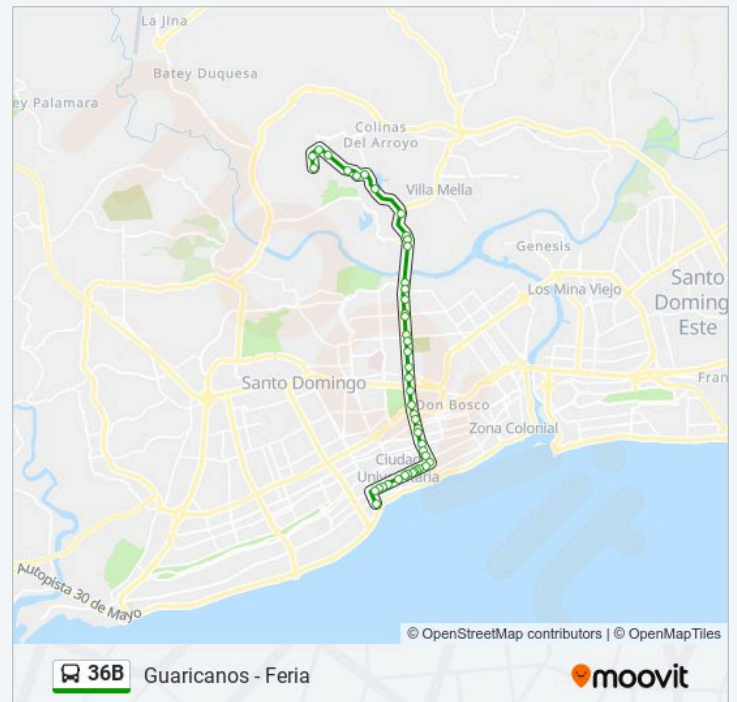 La Jina
Batey Duquesa
ey Palamara
Colinas
Del Arroyo
Villa Mella
Genesis
Los Mina Viejo
Santo
Doming
Este
Fran
Santo Domingo
Don Bosco
Zona Colonial
Ciudad
Universitaria
Autopista 30 de Mayo
© OpenStreetMap contributors | © OpenMapTiles
36B Guaricanos - Feria
moovit